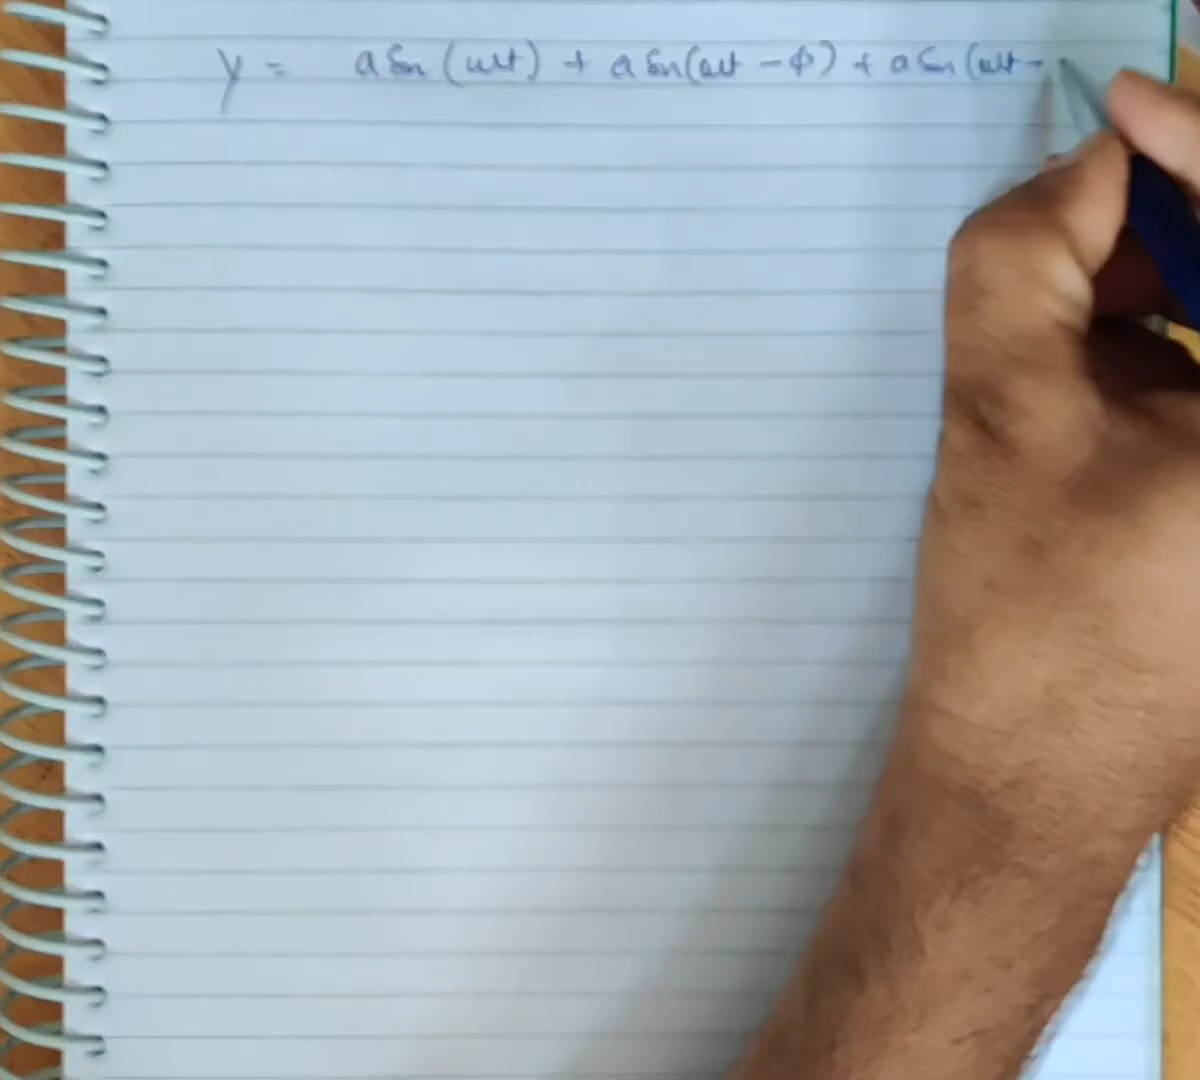 y = a Sin (ωt) + a Sin(ωt - ϕ) + a Sin (ωt -